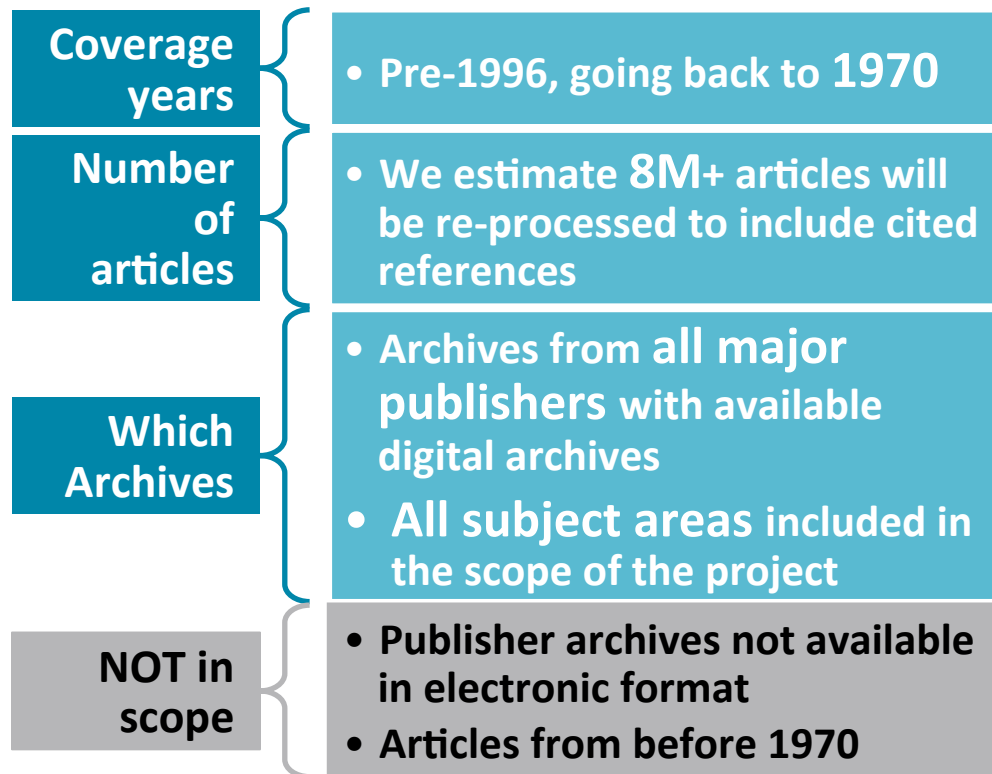 Coverage
years
• Pre-1996, going back to 1970
Number
of
articles
• We estimate 8M+ articles will
be re-processed to include cited
references
Which
Archives
• Archives from all major
publishers with available
digital archives
• All subject areas included in
the scope of the project
NOT in
scope
• Publisher archives not available
in electronic format
• Articles from before 1970